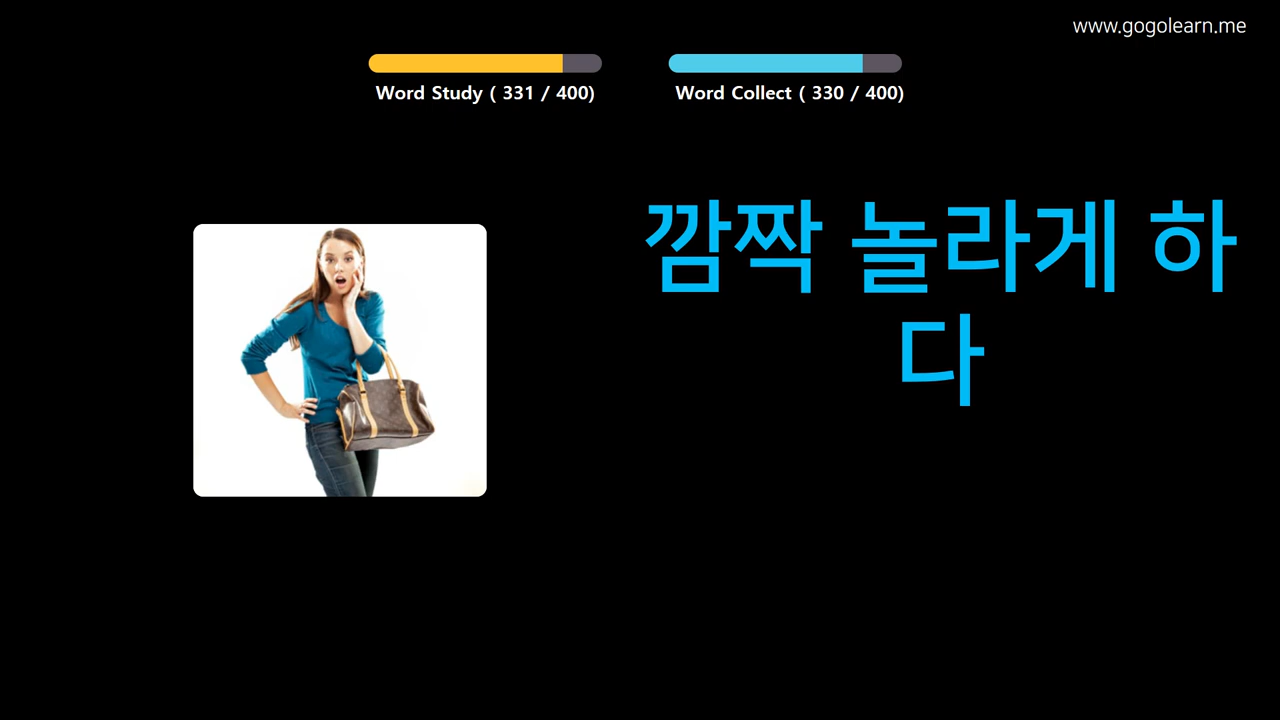 www.gogolearn.me
Word Study ( 331 / 400)
Word Collect ( 330 / 400)
깜짝 놀라게 하
다